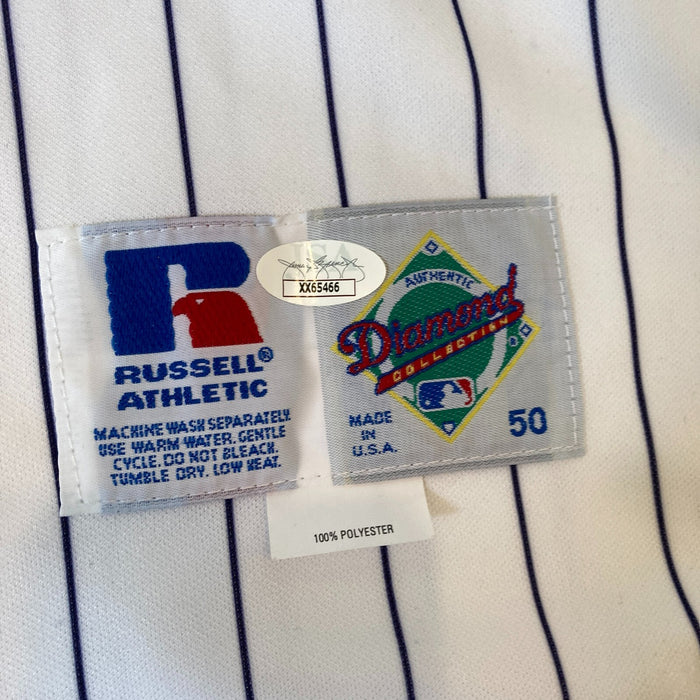 RUSSELL®
ATHLETIC
MACHINE WASH SEPARATELY.
USE WARM WATER. GENTLE
CYCLE. DO NOT BLEACH.
TUMBLE DRY. LOW HEAT.
JSA
XX65466
AUTHENTIC
Diamond
COLLECTION
MADE
IN
U.S.A.
50
100% POLYESTER